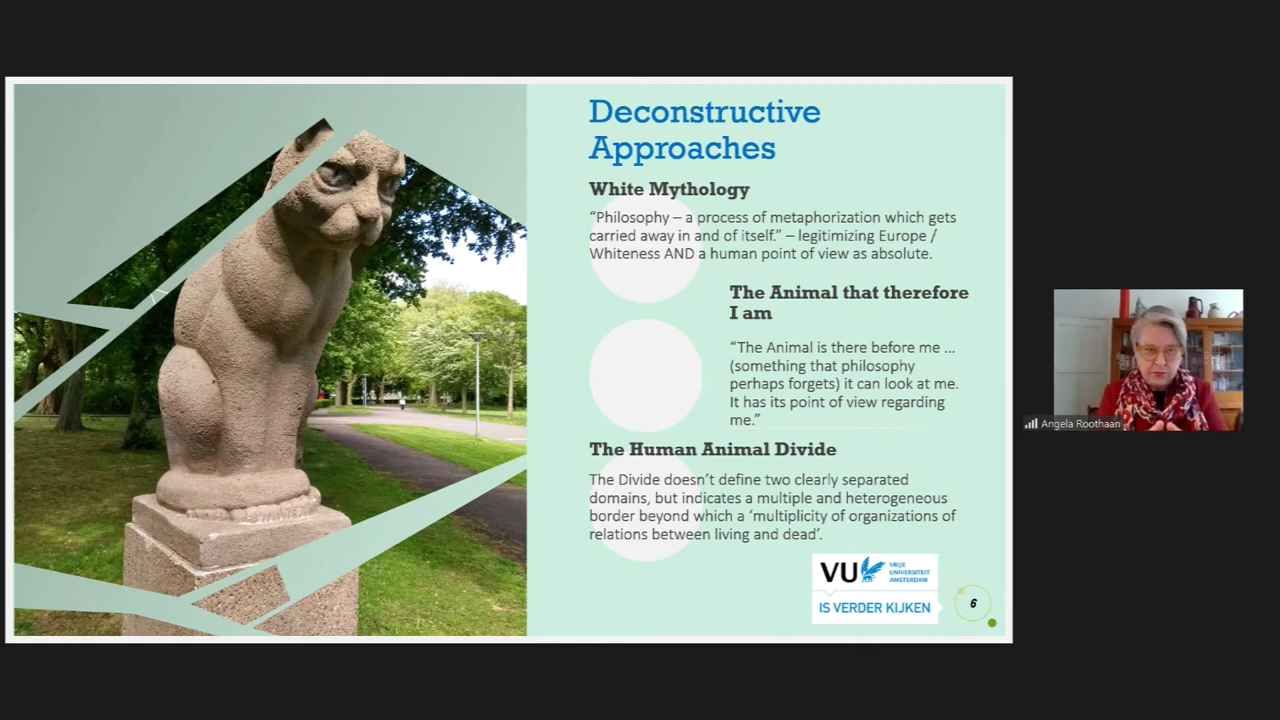 Deconstructive
Approaches
White Mythology
“Philosophy – a process of metaphorization which gets
carried away in and of itself.” – legitimizing Europe /
Whiteness AND a human point of view as absolute.
The Animal that therefore
I am
“The Animal is there before me ...
(something that philosophy
perhaps forgets) it can look at me.
It has its point of view regarding
me.”
The Human Animal Divide
The Divide doesn’t define two clearly separated
domains, but indicates a multiple and heterogeneous
border beyond which a ‘multiplicity of organizations of
relations between living and dead’.
VU VRIJE
UNIVERSITEIT
AMSTERDAM
IS VERDER KIJKEN
6
Angela Roothaan